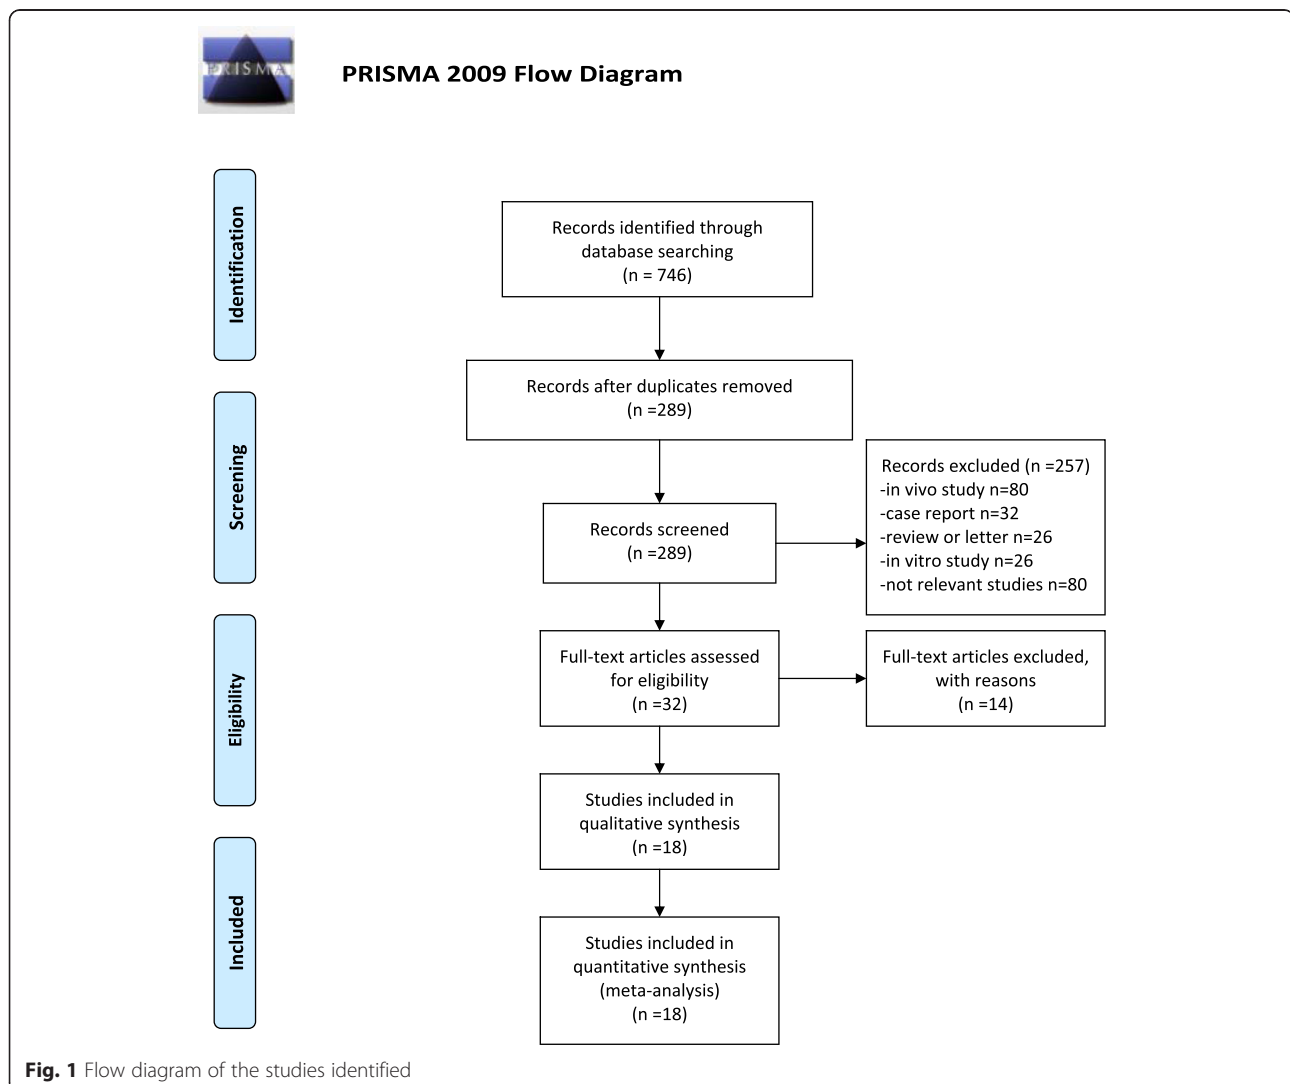 PRISMA
PRISMA 2009 Flow Diagram
Identification
Records identified through
database searching
(n = 746)
Records after duplicates removed
(n =289)
Screening
Records screened
(n =289)
Records excluded (n =257)
-in vivo study n=80
-case report n=32
-review or letter n=26
-in vitro study n=26
-not relevant studies n=80
Eligibility
Full-text articles assessed
for eligibility
(n =32)
Full-text articles excluded,
with reasons
(n =14)
Studies included in
qualitative synthesis
(n =18)
Included
Studies included in
quantitative synthesis
(meta-analysis)
(n =18)
Fig. 1 Flow diagram of the studies identified